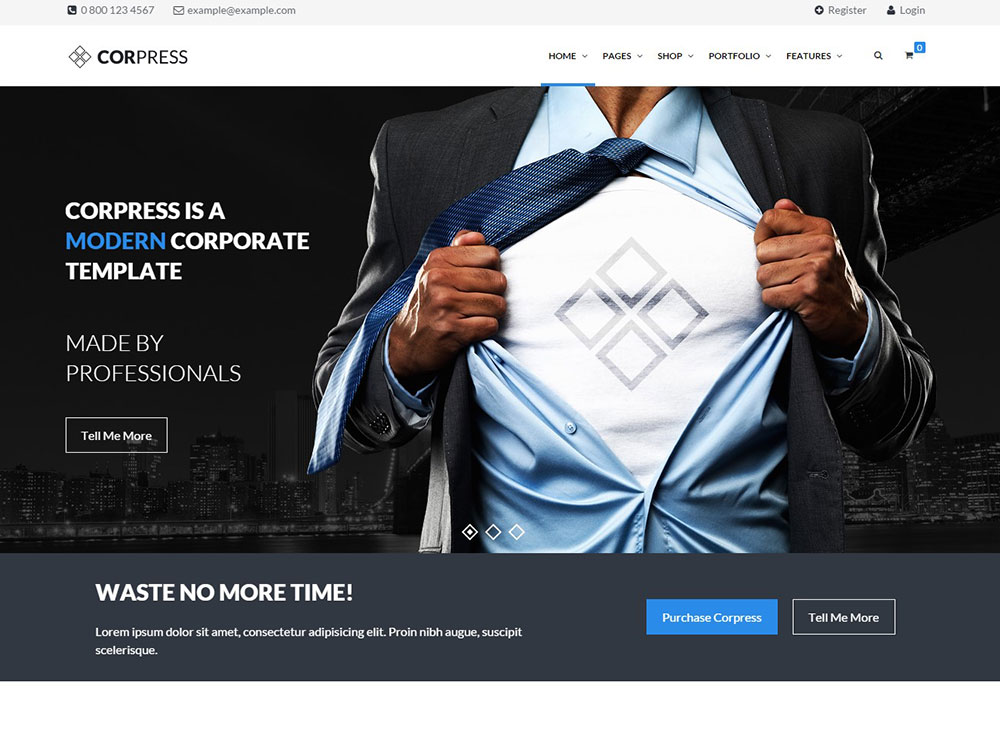 0 800 123 4567 example@example.com Register Login
CORPRESS HOME PAGES SHOP PORTFOLIO FEATURES 0
CORPRESS IS A
MODERN CORPORATE
TEMPLATE
MADE BY
PROFESSIONALS
Tell Me More
WASTE NO MORE TIME!
Lorem ipsum dolor sit amet, consectetur adipisicing elit. Proin nibh augue, suscipit
scelerisque.
Purchase Corpress Tell Me More